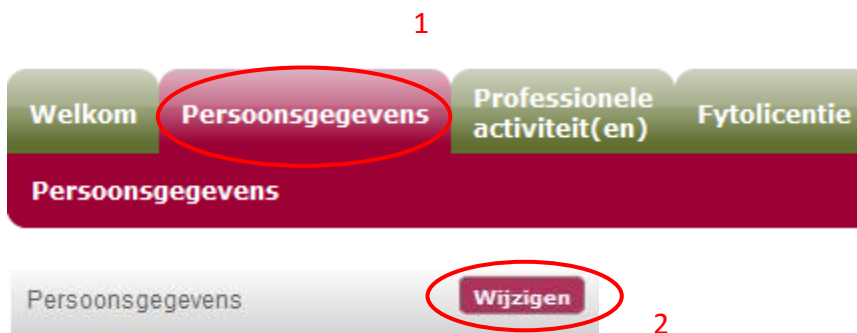 1
Welkom Persoonsgegevens Professionele activiteit(en) Fytolicentie
Persoonsgegevens
Persoonsgegevens Wijzigen
2